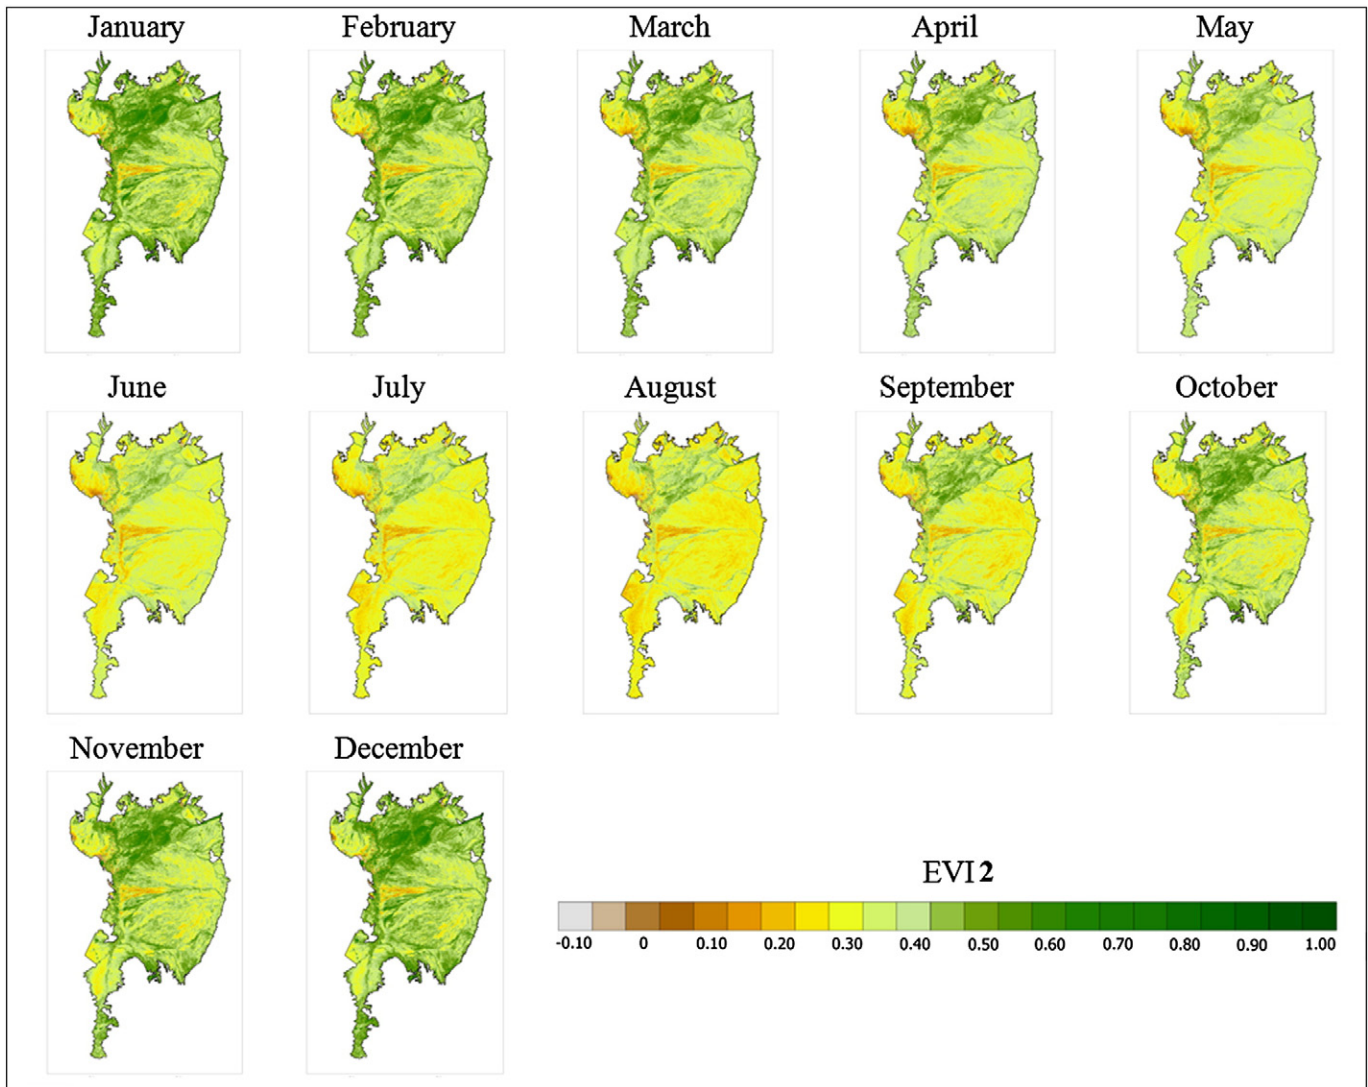 January February March April May
June July August September October
November December
EVI 2
-0.10 0 0.10 0.20 0.30 0.40 0.50 0.60 0.70 0.80 0.90 1.00